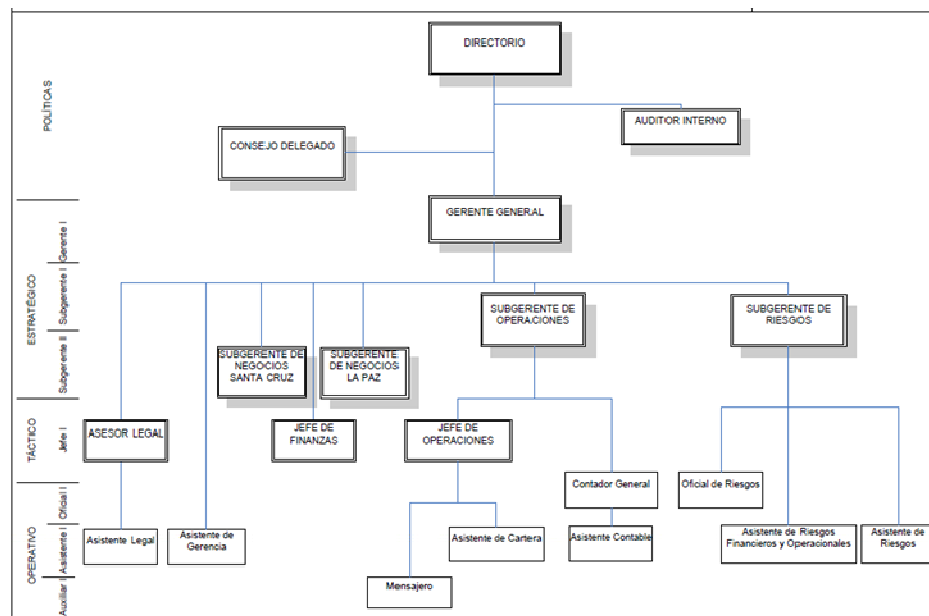 DIRECTORIO
AUDITOR INTERNO
CONSEJO DELEGADO
POLÍTICAS
GERENTE GENERAL
Gerente I
ESTRATÉGICO
Subgerente I
Subgerente II
SUBGERENTE DE
OPERACIONES
SUBGERENTE DE
RIESGOS
SUBGERENTE DE
NEGOCIOS
SANTA CRUZ
SUBGERENTE
DE NEGOCIOS
LA PAZ
TÁCTICO
Jefe I
ASESOR LEGAL
JEFE DE
FINANZAS
JEFE DE
OPERACIONES
Oficial I
Contador General
Oficial de Riesgos
OPERATIVO
Asistente I
Asistente Legal
Asistente de
Gerencia
Asistente de Cartera
Asistente Contable
Asistente de Riesgos
Financieros y Operacionales
Asistente de
Riesgos
Auxiliar I
Mensajero